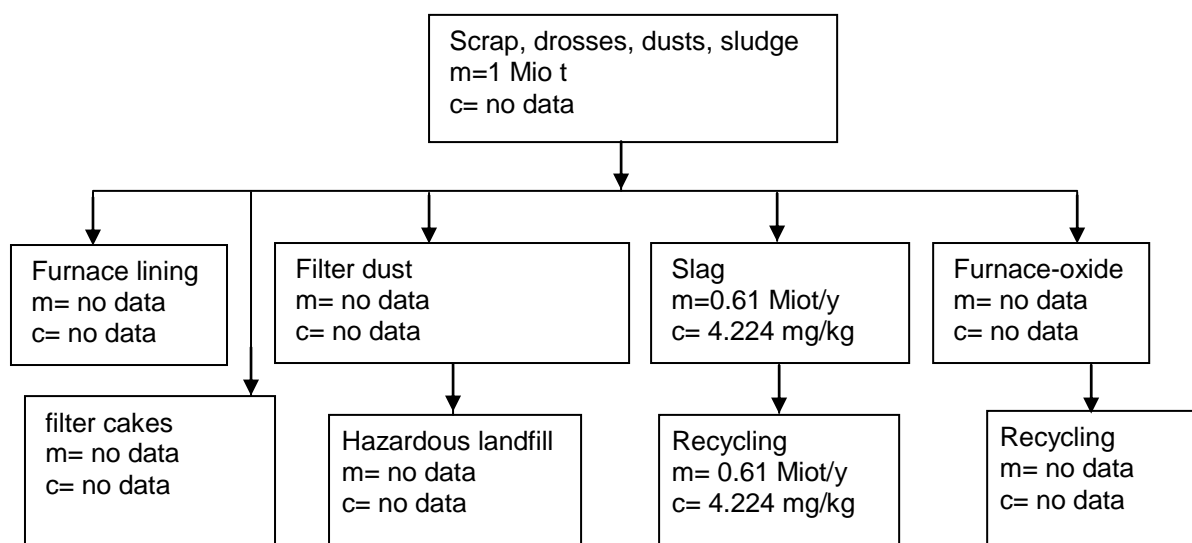 Scrap, drosses, dusts, sludge
m=1 Mio t
c= no data
Furnace lining
m= no data
c= no data
Filter dust
m= no data
c= no data
Slag
m=0.61 Miot/y
c= 4.224 mg/kg
Furnace-oxide
m= no data
c= no data
filter cakes
m= no data
c= no data
Hazardous landfill
m= no data
c= no data
Recycling
m= 0.61 Miot/y
c= 4.224 mg/kg
Recycling
m= no data
c= no data